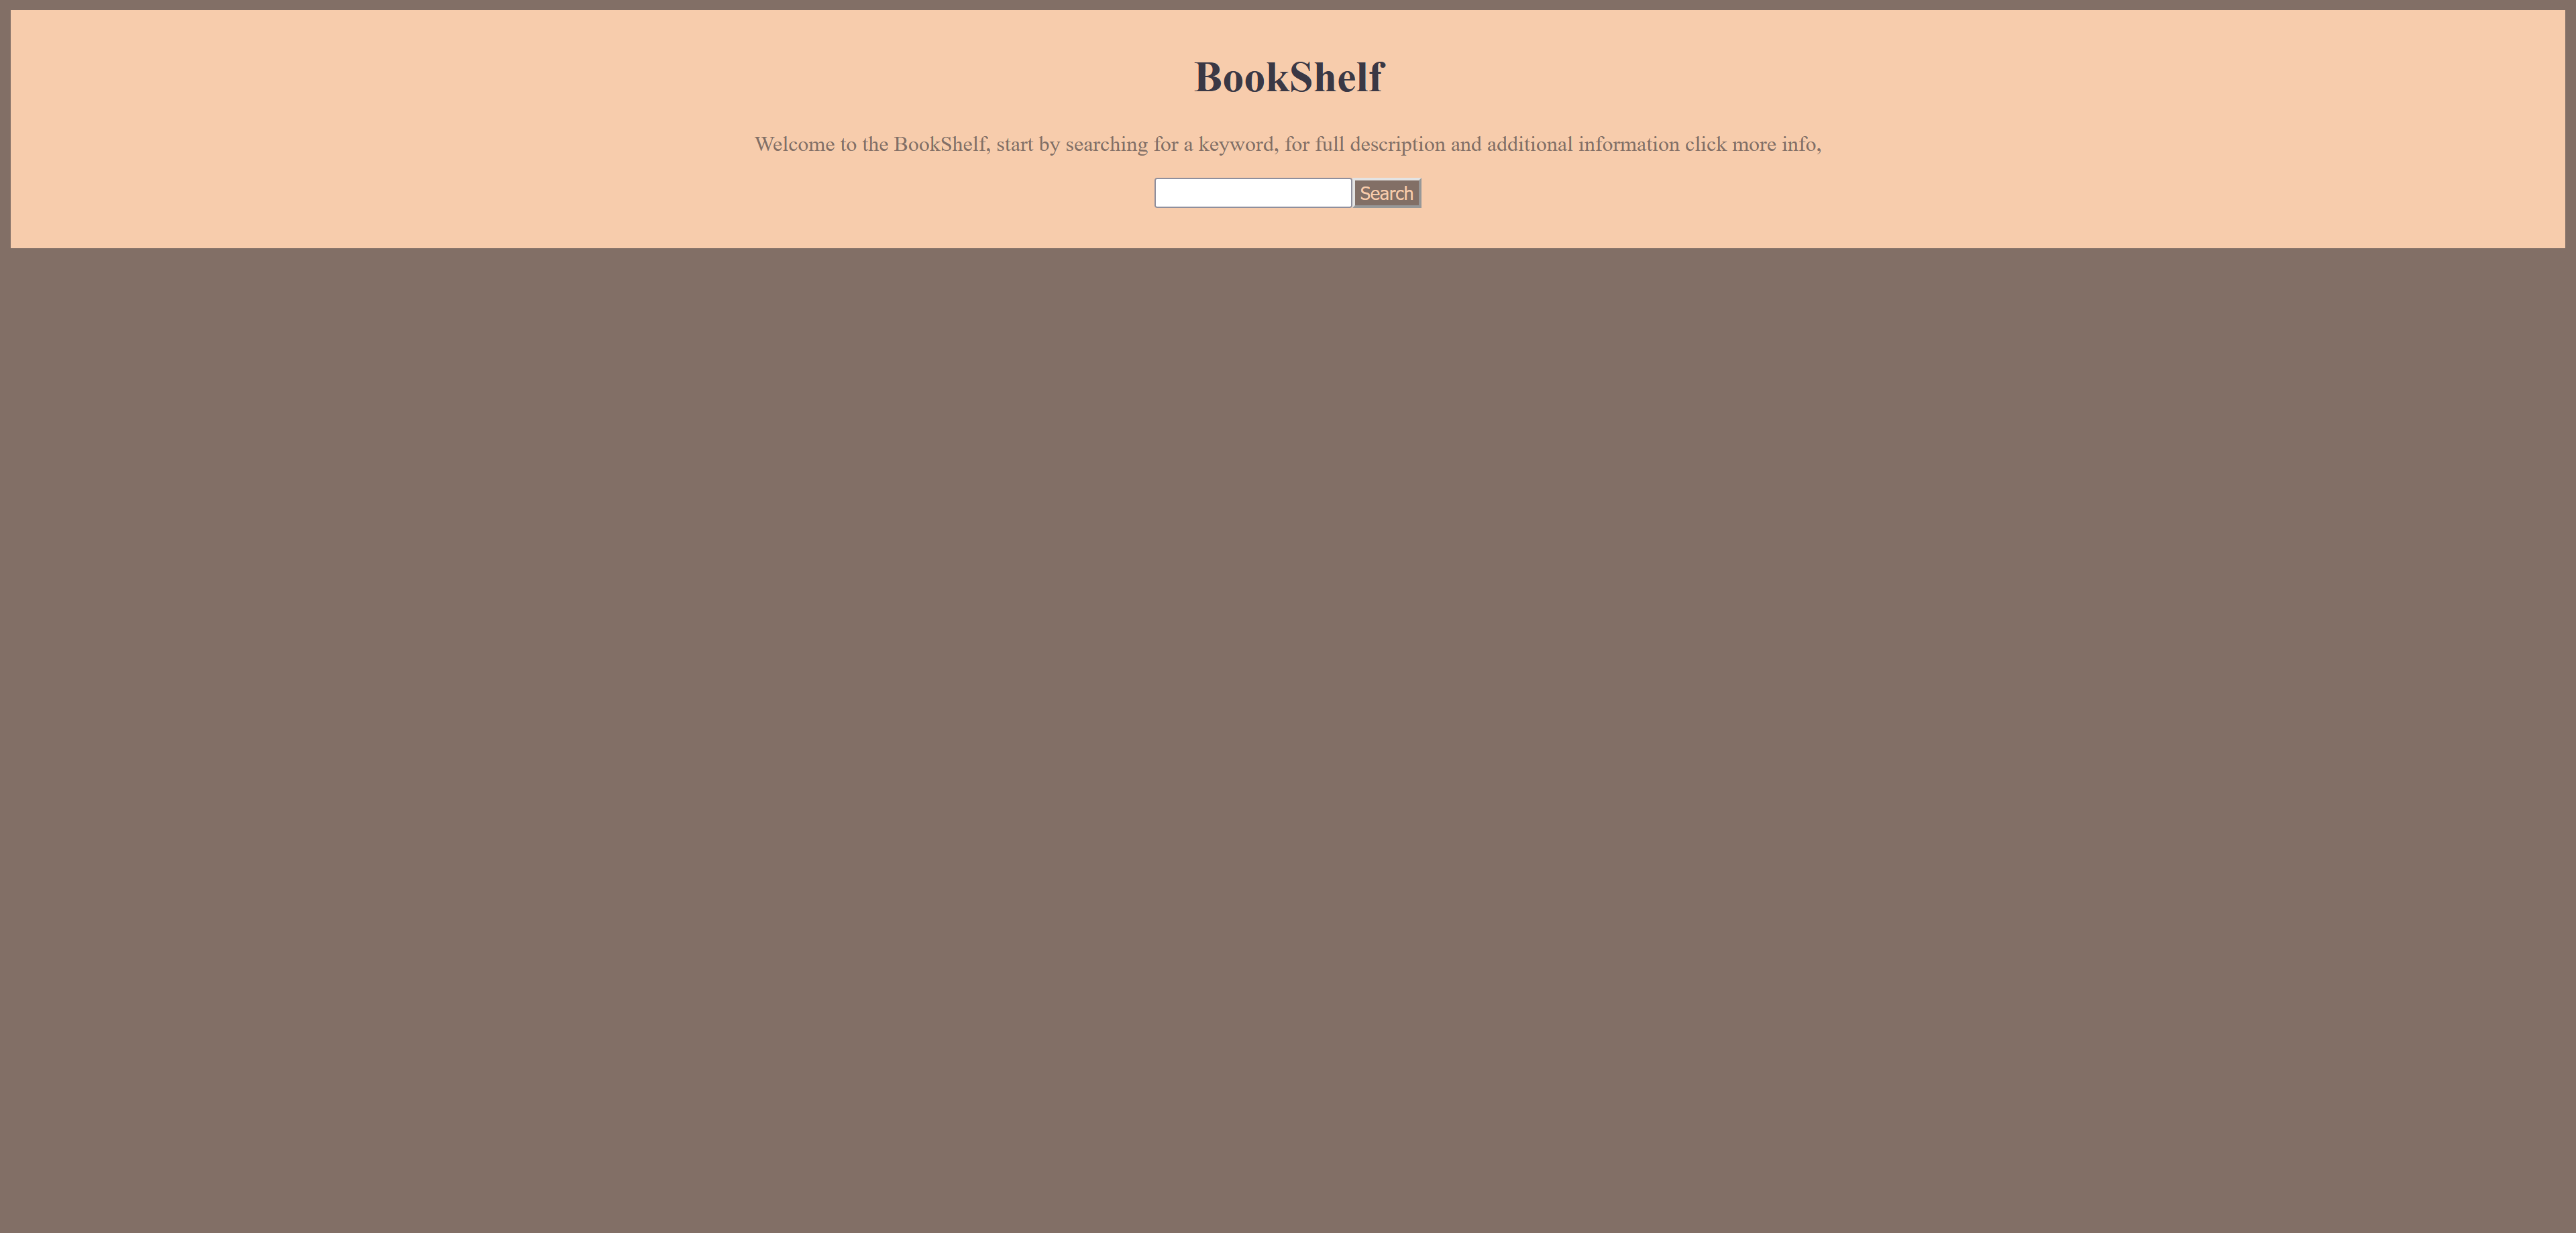 BookShelf
Welcome to the BookShelf, start by searching for a keyword, for full description and additional information click more info,
Search